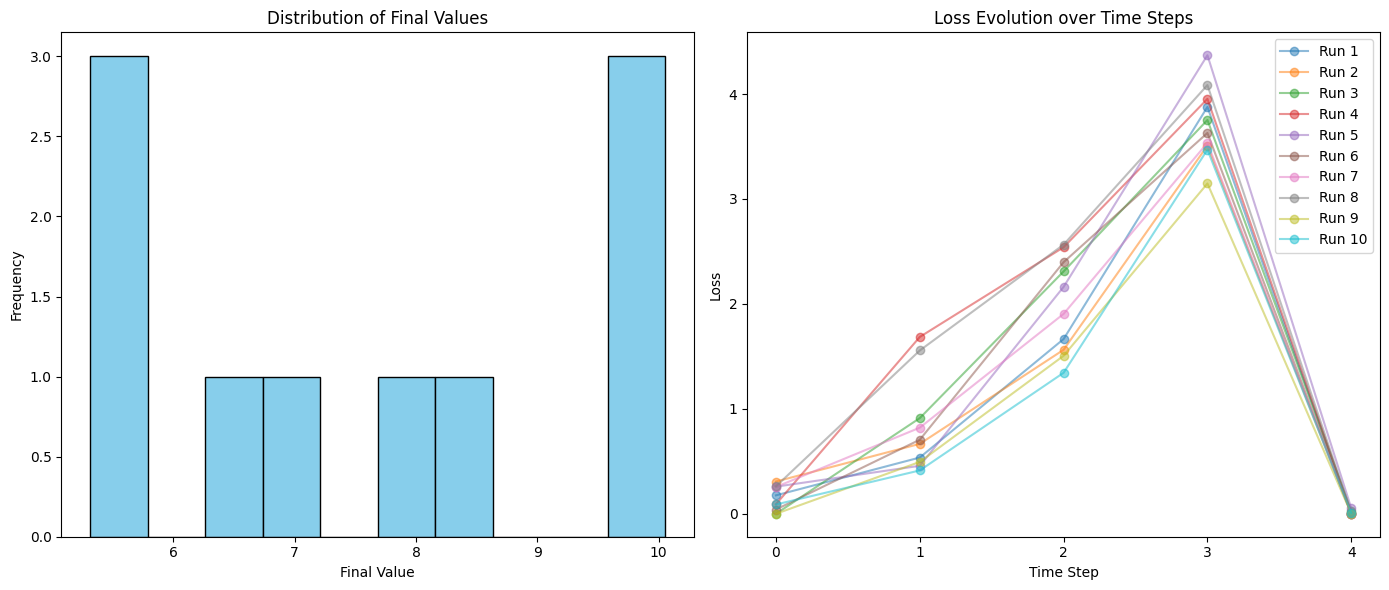 Distribution of Final Values
3.0
2.5
2.0
1.5
1.0
0.5
0.0
Frequency
6 7 8 9 10
Final Value
Loss Evolution over Time Steps
4
3
2
1
0
Loss
0 1 2 3 4
Time Step
Run 1
Run 2
Run 3
Run 4
Run 5
Run 6
Run 7
Run 8
Run 9
Run 10